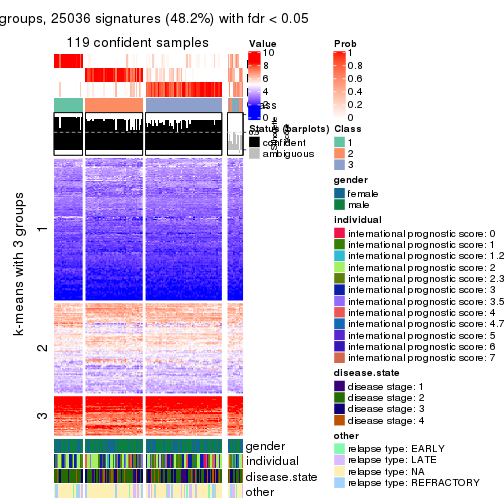 groups, 25036 signatures (48.2%) with fdr < 0.05
119 confident samples
k-means with 3 groups
1
2
3
gender
individual
disease.state
other
Value
10
8
6
4
2
0
Status (barplots)
confident
ambiguous
Prob
1
0.8
0.6
0.4
0.2
0
Class
1
2
3
gender
female
male
individual
international prognostic score: 0
international prognostic score: 1
international prognostic score: 1.2
international prognostic score: 2
international prognostic score: 2.3
international prognostic score: 3
international prognostic score: 3.5
international prognostic score: 4
international prognostic score: 4.7
international prognostic score: 5
international prognostic score: 6
international prognostic score: 7
disease.state
disease stage: 1
disease stage: 2
disease stage: 3
disease stage: 4
other
relapse type: EARLY
relapse type: LATE
NA
relapse type: REFRACTORY